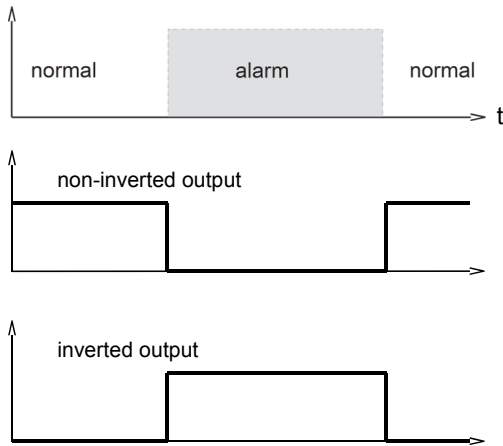 normal alarm normal
t
non-inverted output
inverted output